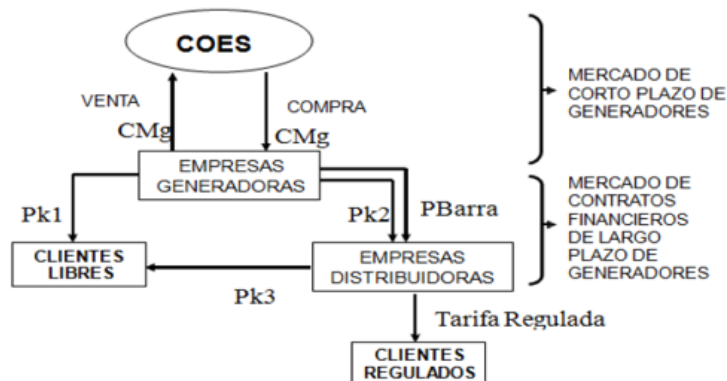 COES
VENTA
CMg
COMPRA
CMg
MERCADO DE
CORTO PLAZO DE
GENERADORES
EMPRESAS
GENERADORAS
Pk1
Pk2
PBarra
MERCADO DE
CONTRATOS
FINANCIEROS
DE LARGO
PLAZO DE
GENERADORES
CLIENTES
LIBRES
EMPRESAS
DISTRIBUIDORAS
Pk3
Tarifa Regulada
CLIENTES
REGULADOS